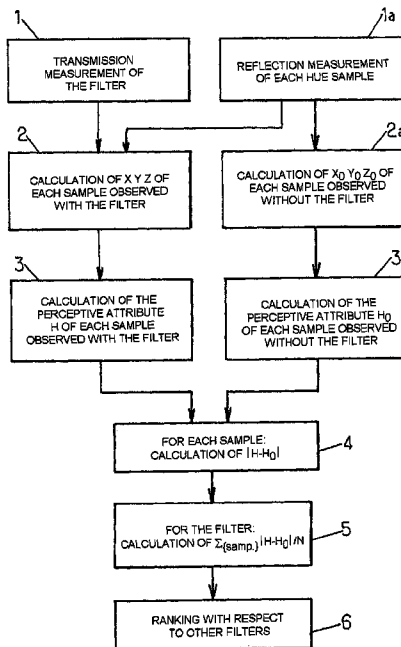 1
1a
TRANSMISSION
MEASUREMENT OF
THE FILTER
REFLECTION MEASUREMENT
OF EACH HUE SAMPLE
2
2a
CALCULATION OF X Y Z OF
EACH SAMPLE OBSERVED
WITH THE FILTER
CALCULATION OF X₀ Y₀ Z₀ OF
EACH SAMPLE OBSERVED
WITHOUT THE FILTER
3
3
CALCULATION OF THE
PERCEPTIVE ATTRIBUTE
H OF EACH SAMPLE
OBSERVED WITH THE FILTER
CALCULATION OF THE
PERCEPTIVE ATTRIBUTE H₀
OF EACH SAMPLE OBSERVED
WITHOUT THE FILTER
FOR EACH SAMPLE:
CALCULATION OF |H-H₀|
4
FOR THE FILTER:
CALCULATION OF Σ(samp.)|H-H₀|/N
5
RANKING WITH RESPECT
TO OTHER FILTERS
6